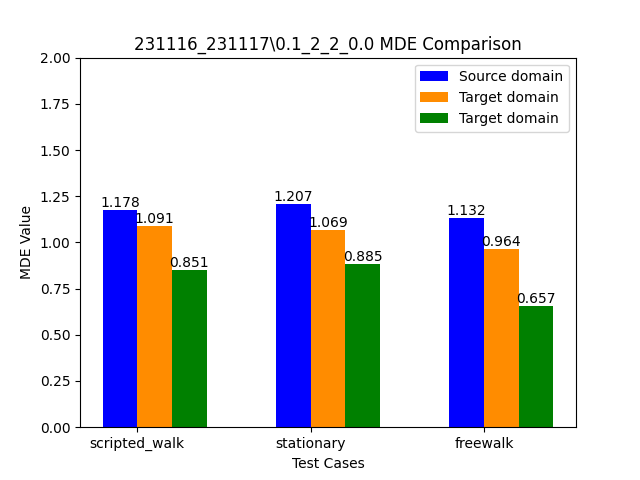 231116_231117\0.1_2_2_0.0 MDE Comparison
2.00
1.75
1.50
1.25
1.00
0.75
0.50
0.25
0.00
MDE Value
Source domain
Target domain
Target domain
1.178
1.091
0.851
1.207
1.069
0.885
1.132
0.964
0.657
scripted_walk
stationary
freewalk
Test Cases